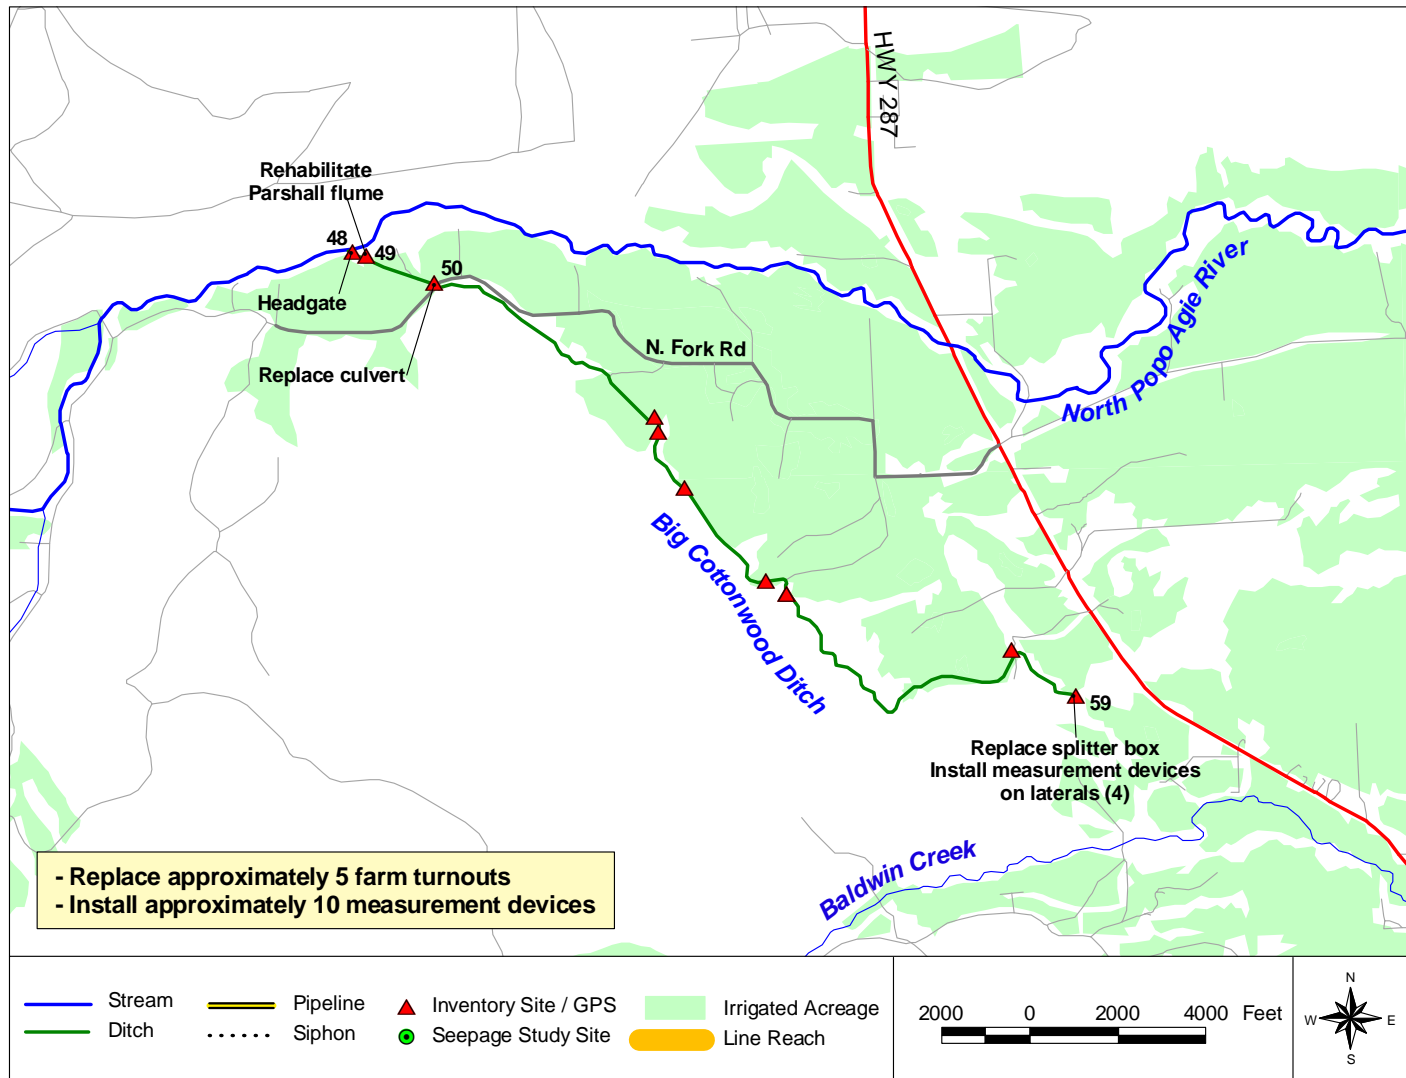 HWY 287
Rehabilitate
Parshall flume
48
49
50
Headgate
Replace culvert
N. Fork Rd
North Popo Agie River
Big Cottonwood Ditch
59
Replace splitter box
Install measurement devices
on laterals (4)
Baldwin Creek
- Replace approximately 5 farm turnouts
- Install approximately 10 measurement devices
Stream
Ditch
Pipeline
Siphon
Inventory Site / GPS
Seepage Study Site
Irrigated Acreage
Line Reach
2000 0 2000 4000 Feet
N
W E
S